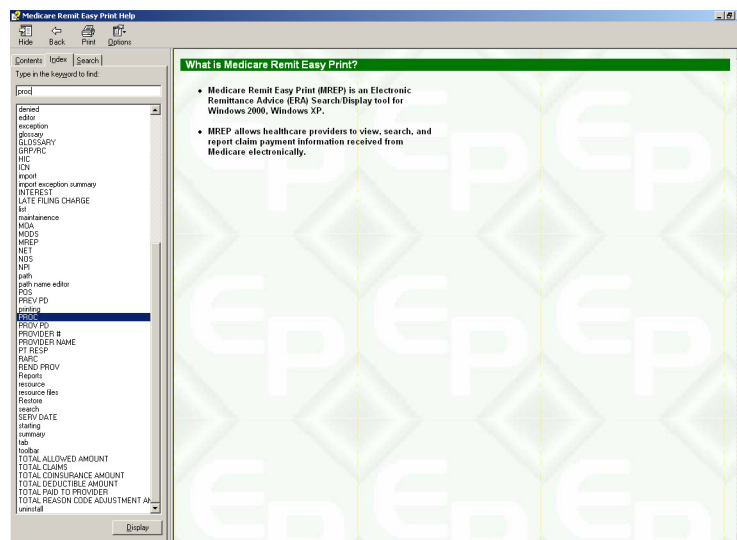 Medicare Remit Easy Print Help
Hide Back Print Options
Contents Index Search
Type in the keyword to find:
proc
denied
editor
exception
glossary
GLOSSARY
GRP/RC
HIC
ICN
import
import exception summary
INTEREST
LATE FILING CHARGE
list
maintainence
MOA
MODS
MREP
NET
NOS
NPI
path
path name editor
POS
PREV PD
printing
PROC
PROV PD
PROVIDER #
PROVIDER NAME
PT RESP
RARC
REND PROV
Reports
resource
resource files
Restore
search
SERV DATE
starting
summary
tab
toolbar
TOTAL ALLOWED AMOUNT
TOTAL CLAIMS
TOTAL COINSURANCE AMOUNT
TOTAL DEDUCTIBLE AMOUNT
TOTAL PAID TO PROVIDER
TOTAL REASON CODE ADJUSTMENT AM
uninstall
Display
What is Medicare Remit Easy Print?
• Medicare Remit Easy Print (MREP) is an Electronic
Remittance Advice (ERA) Search/Display tool for
Windows 2000, Windows XP.
• MREP allows healthcare providers to view, search, and
report claim payment information received from
Medicare electronically.